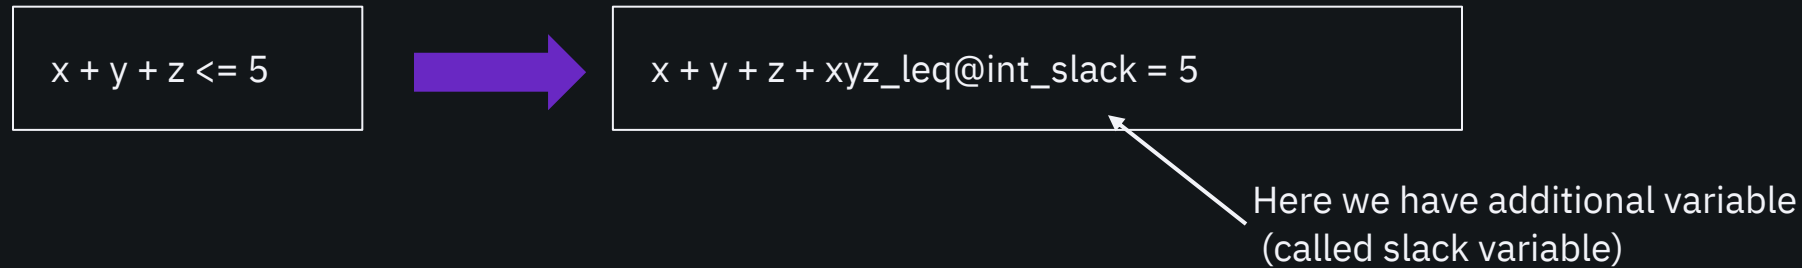 x + y + z <= 5
x + y + z + xyz_leq@int_slack = 5
Here we have additional variable
(called slack variable)